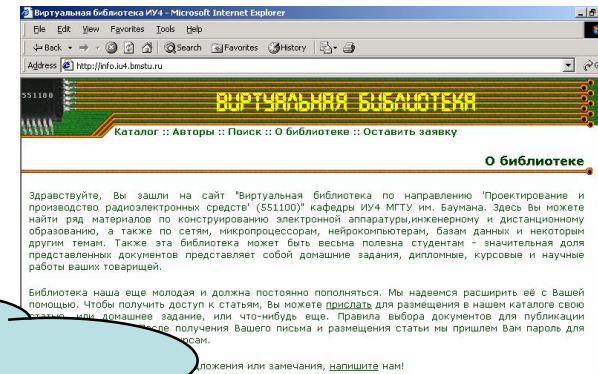 Виртуальная библиотека ИУ4 - Microsoft Internet Explorer
File Edit View Favorites Tools Help
Back Search Favorites History
Address http://info.iu4.bmstu.ru
551100
ВИРТУАЛЬНАЯ БИБЛИОТЕКА
Каталог :: Авторы :: Поиск :: О библиотеке :: Оставить заявку
О библиотеке
Здравствуйте, Вы зашли на сайт "Виртуальная библиотека по направлению 'Проектирование и
производство радиоэлектронных средств' (551100)" кафедры ИУ4 МГТУ им. Баумана. Здесь Вы можете
найти ряд материалов по конструированию электронной аппаратуры,инженерному и дистанционному
образованию, а также по сетям, микропроцессорам, нейрокомпьютерам, базам данных и некоторым
другим темам. Также эта библиотека может быть весьма полезна студентам - значительная доля
представленных документов представляет собой домашние задания, дипломные, курсовые и научные
работы ваших товарищей.
Библиотека наша еще молодая и должна постоянно пополняться. Мы надеемся расширить её с Вашей
помощью. Чтобы получить доступ к статьям, Вы можете прислать для размещения в нашем каталоге свою
статью, или домашнее задание, или что-нибудь еще. Правила выбора документов для публикации
После получения Вашего письма и размещения статьи мы пришлем Вам пароль для
напишите нам!
или замечания,